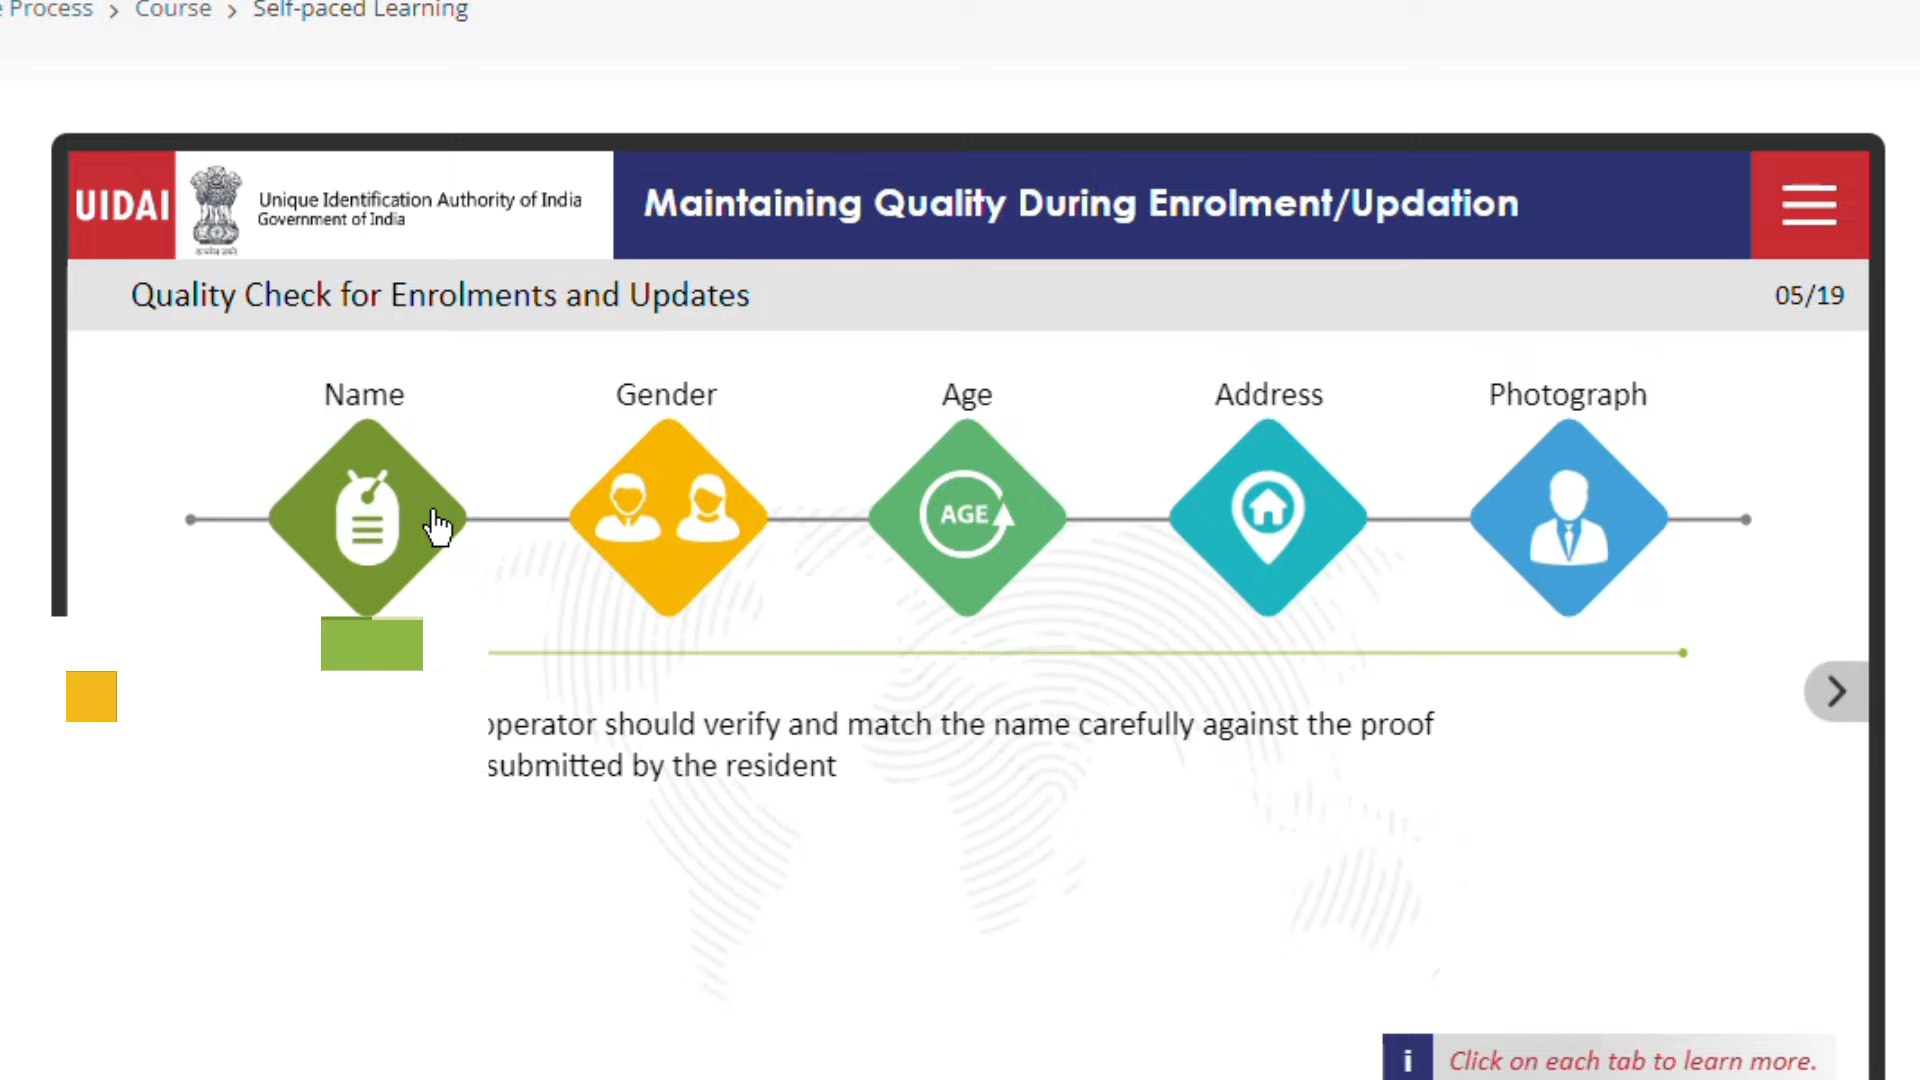 Process > Course > Self-paced Learning
UIDAI
Unique Identification Authority of India
Government of India
Maintaining Quality During Enrolment/Updation
Quality Check for Enrolments and Updates
05/19
Name
Gender
Age
Address
Photograph
AGE
operator should verify and match the name carefully against the proof
submitted by the resident
i
Click on each tab to learn more.